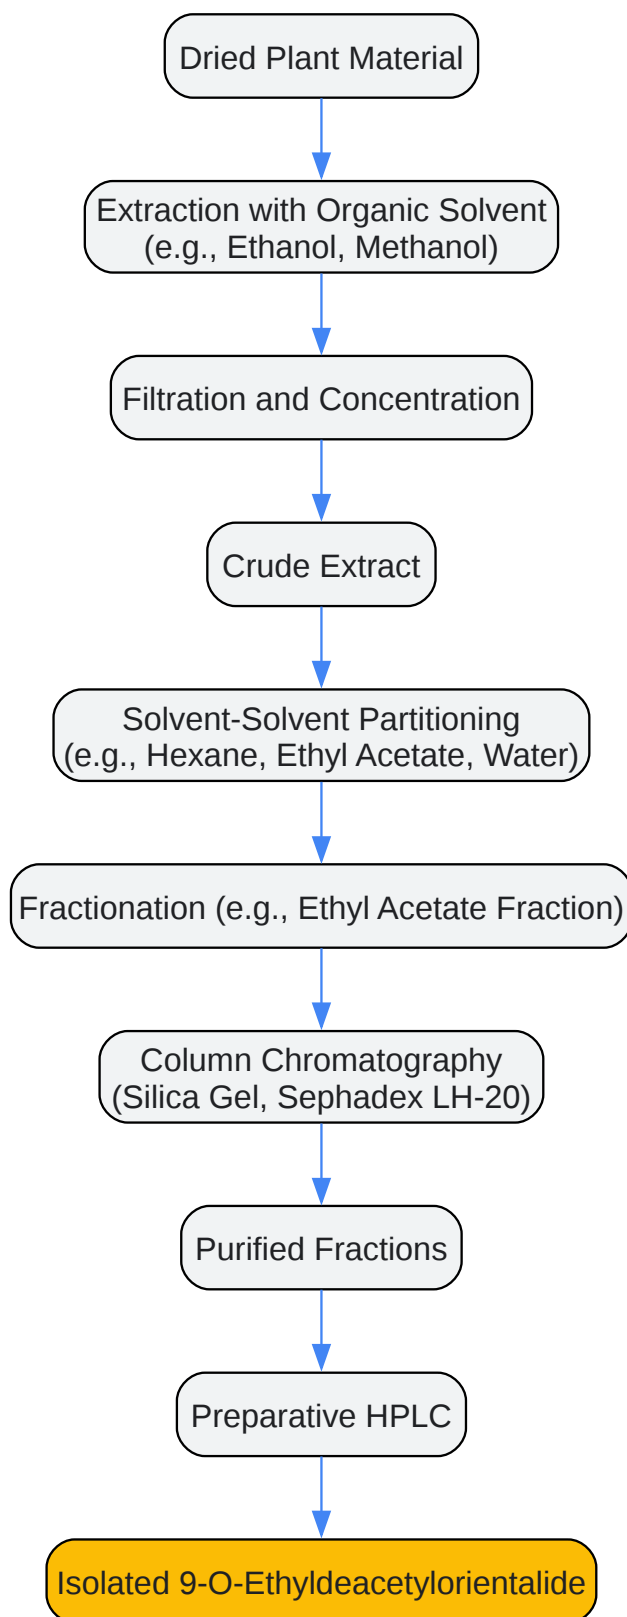 Dried Plant Material
Extraction with Organic Solvent
(e.g., Ethanol, Methanol)
Filtration and Concentration
Crude Extract
Solvent-Solvent Partitioning
(e.g., Hexane, Ethyl Acetate, Water)
Fractionation (e.g., Ethyl Acetate Fraction)
Column Chromatography
(Silica Gel, Sephadex LH-20)
Purified Fractions
Preparative HPLC
Isolated 9-O-Ethyldeacetylorientalide